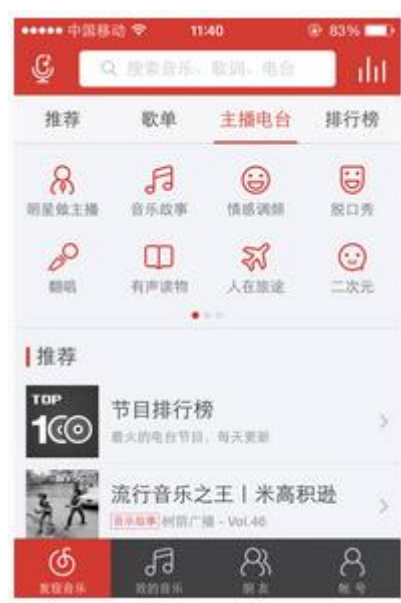 中国移动 11:40 83%
搜索音乐、歌词、电台
推荐 歌单 主播电台 排行榜
明星做主播 音乐故事 情感调频 脱口秀
翻唱 有声读物 人在旅途 二次元
推荐
TOP
100
节目排行榜
最火的电台节目，每天更新
流行音乐之王丨米高积逊
音乐故事 树荫广播 - Vol.46
发现音乐 我的音乐 朋友 帐号